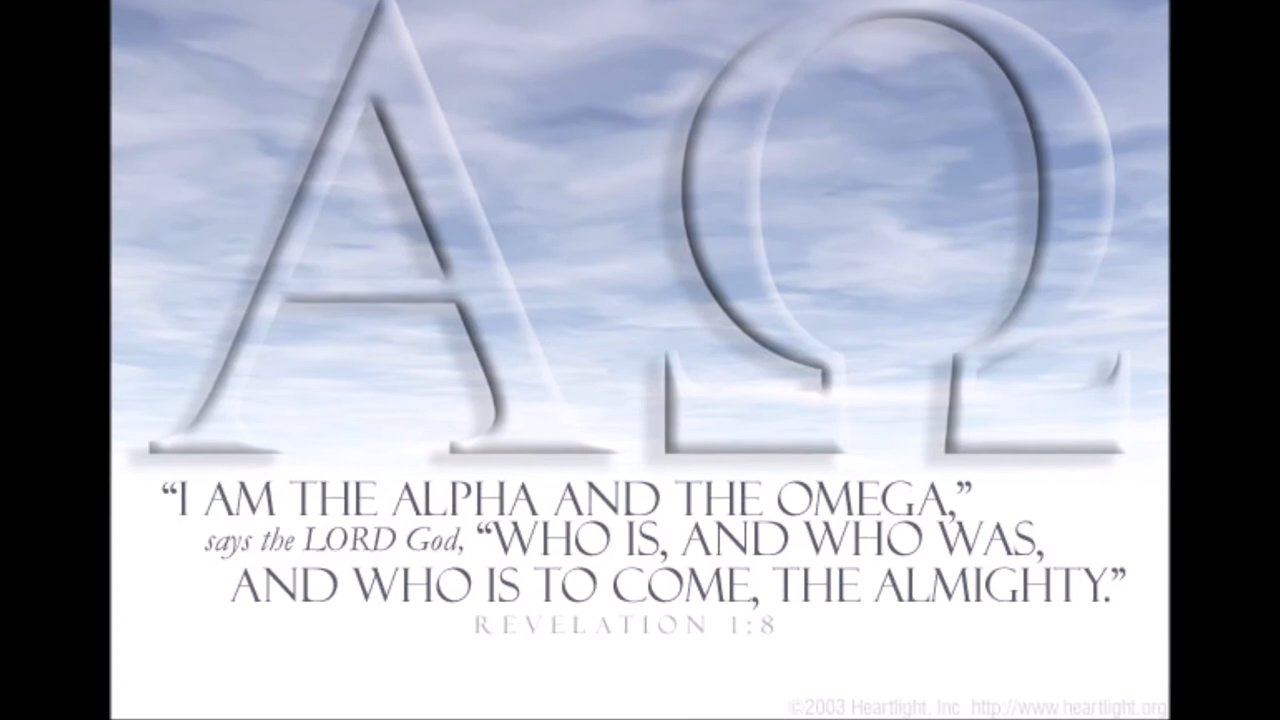 Α Ω
“I AM THE ALPHA AND THE OMEGA,”
says the LORD God, “WHO IS, AND WHO WAS,
AND WHO IS TO COME, THE ALMIGHTY.”
REVELATION 1:8
©2003 Heartlight, Inc http://www.heartlight.org